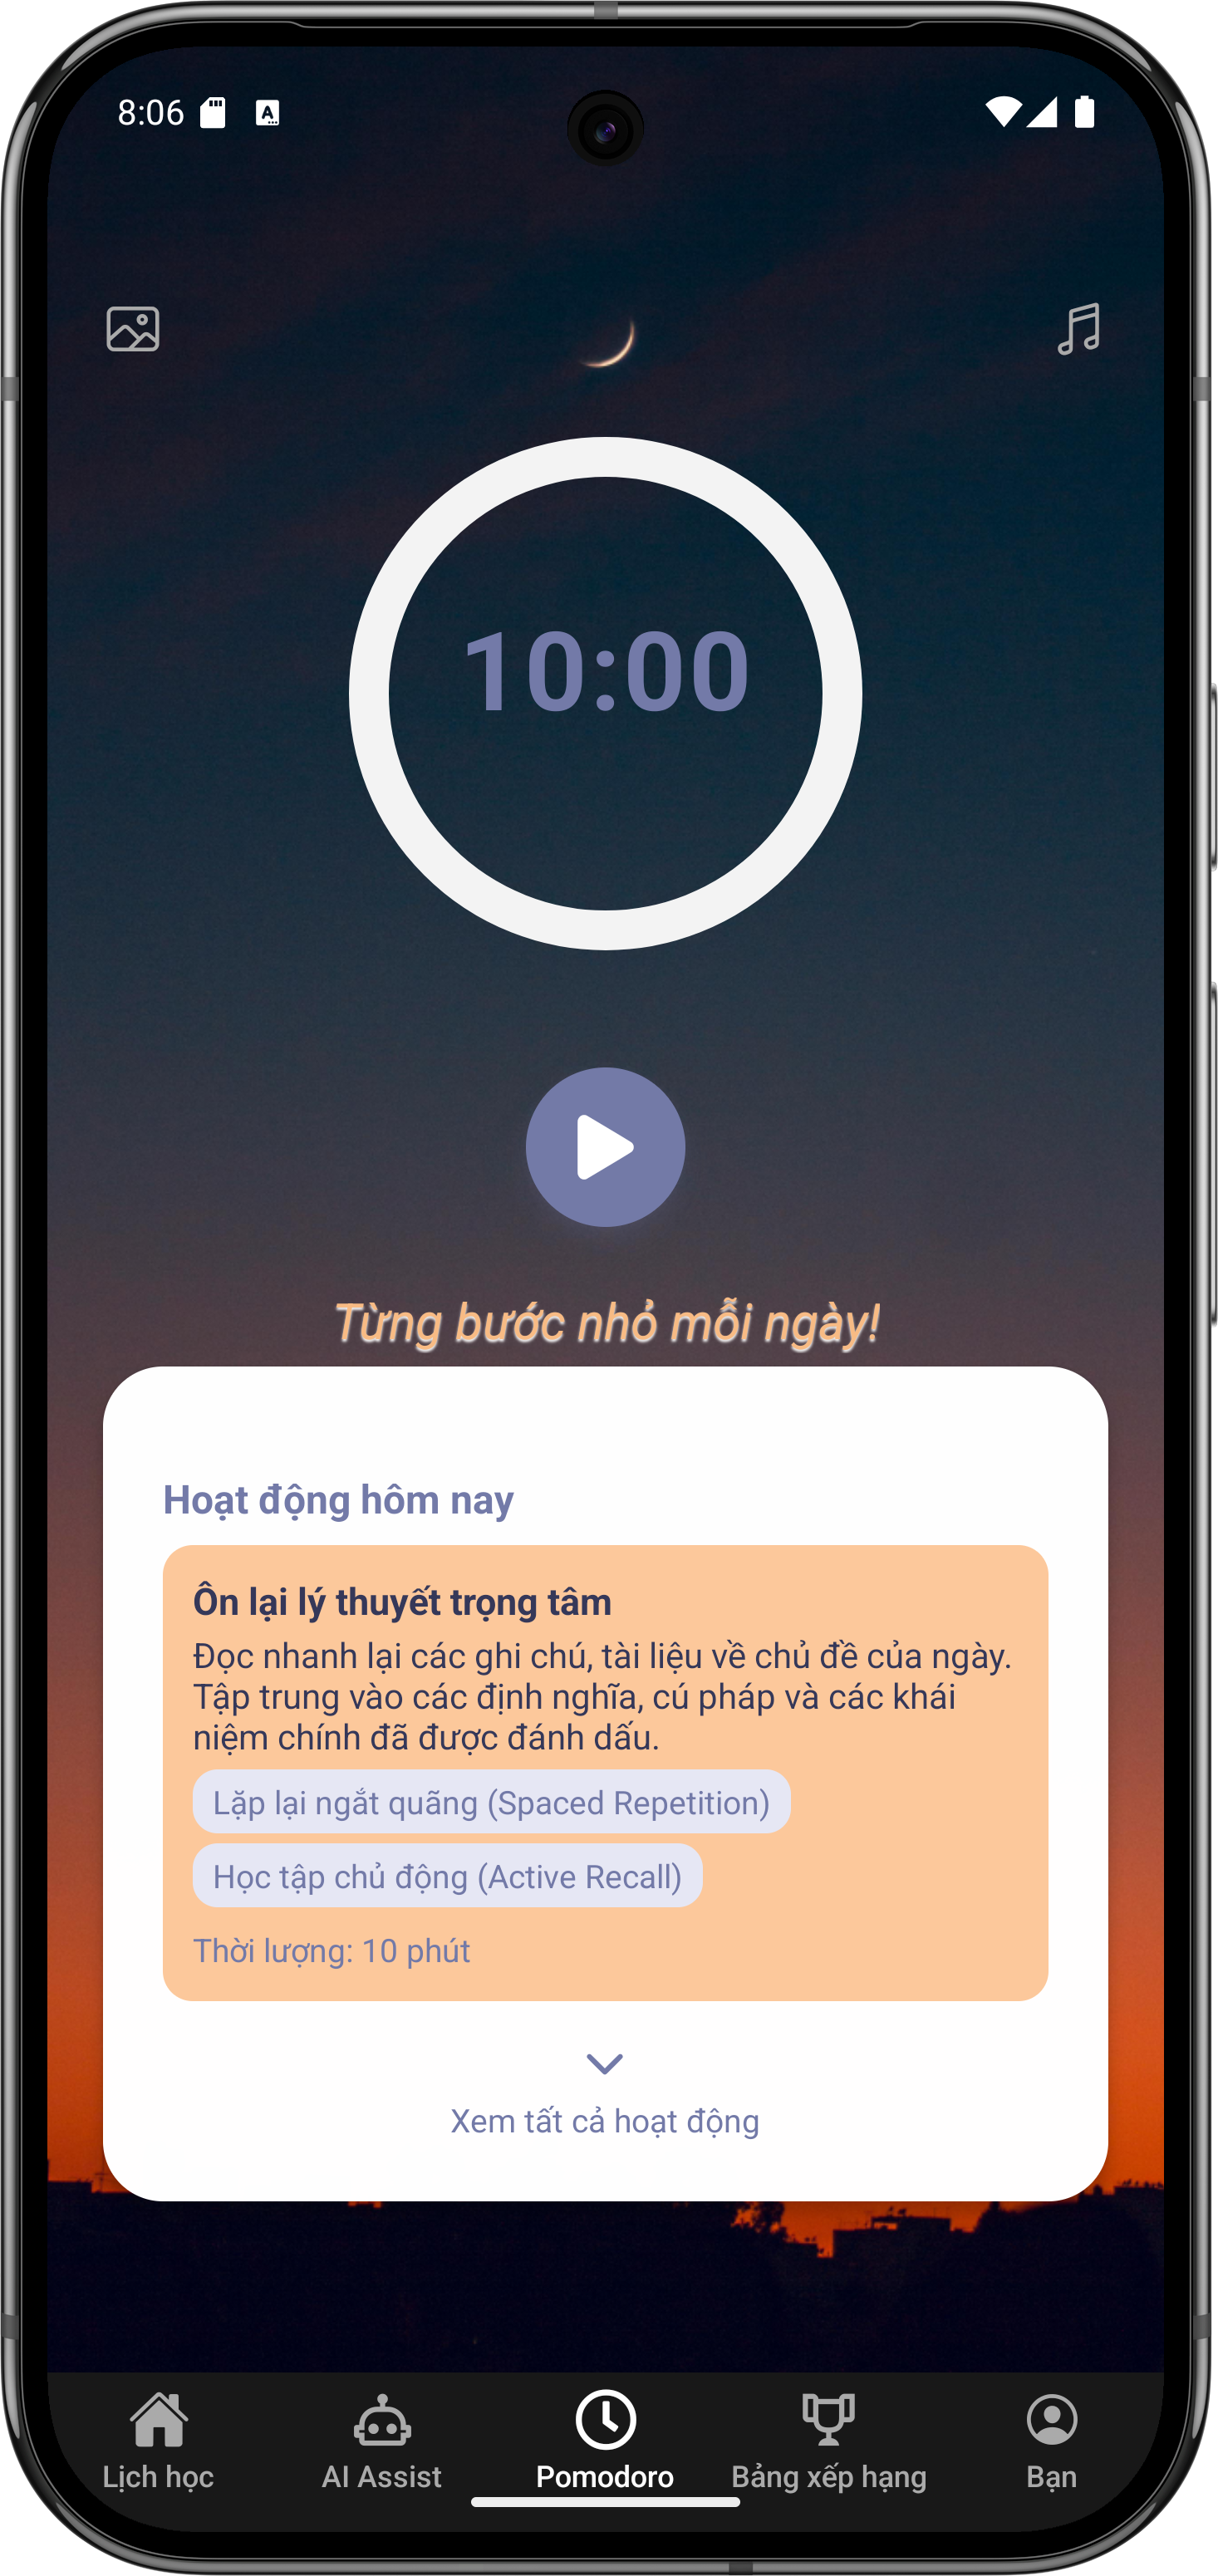 8:06
10:00
Từng bước nhỏ mỗi ngày!
Hoạt động hôm nay
Ôn lại lý thuyết trọng tâm
Đọc nhanh lại các ghi chú, tài liệu về chủ đề của ngày.
Tập trung vào các định nghĩa, cú pháp và các khái
niệm chính đã được đánh dấu.
Lặp lại ngắt quãng (Spaced Repetition)
Học tập chủ động (Active Recall)
Thời lượng: 10 phút
Xem tất cả hoạt động
Lịch học
AI Assist
Pomodoro
Bảng xếp hạng
Bạn